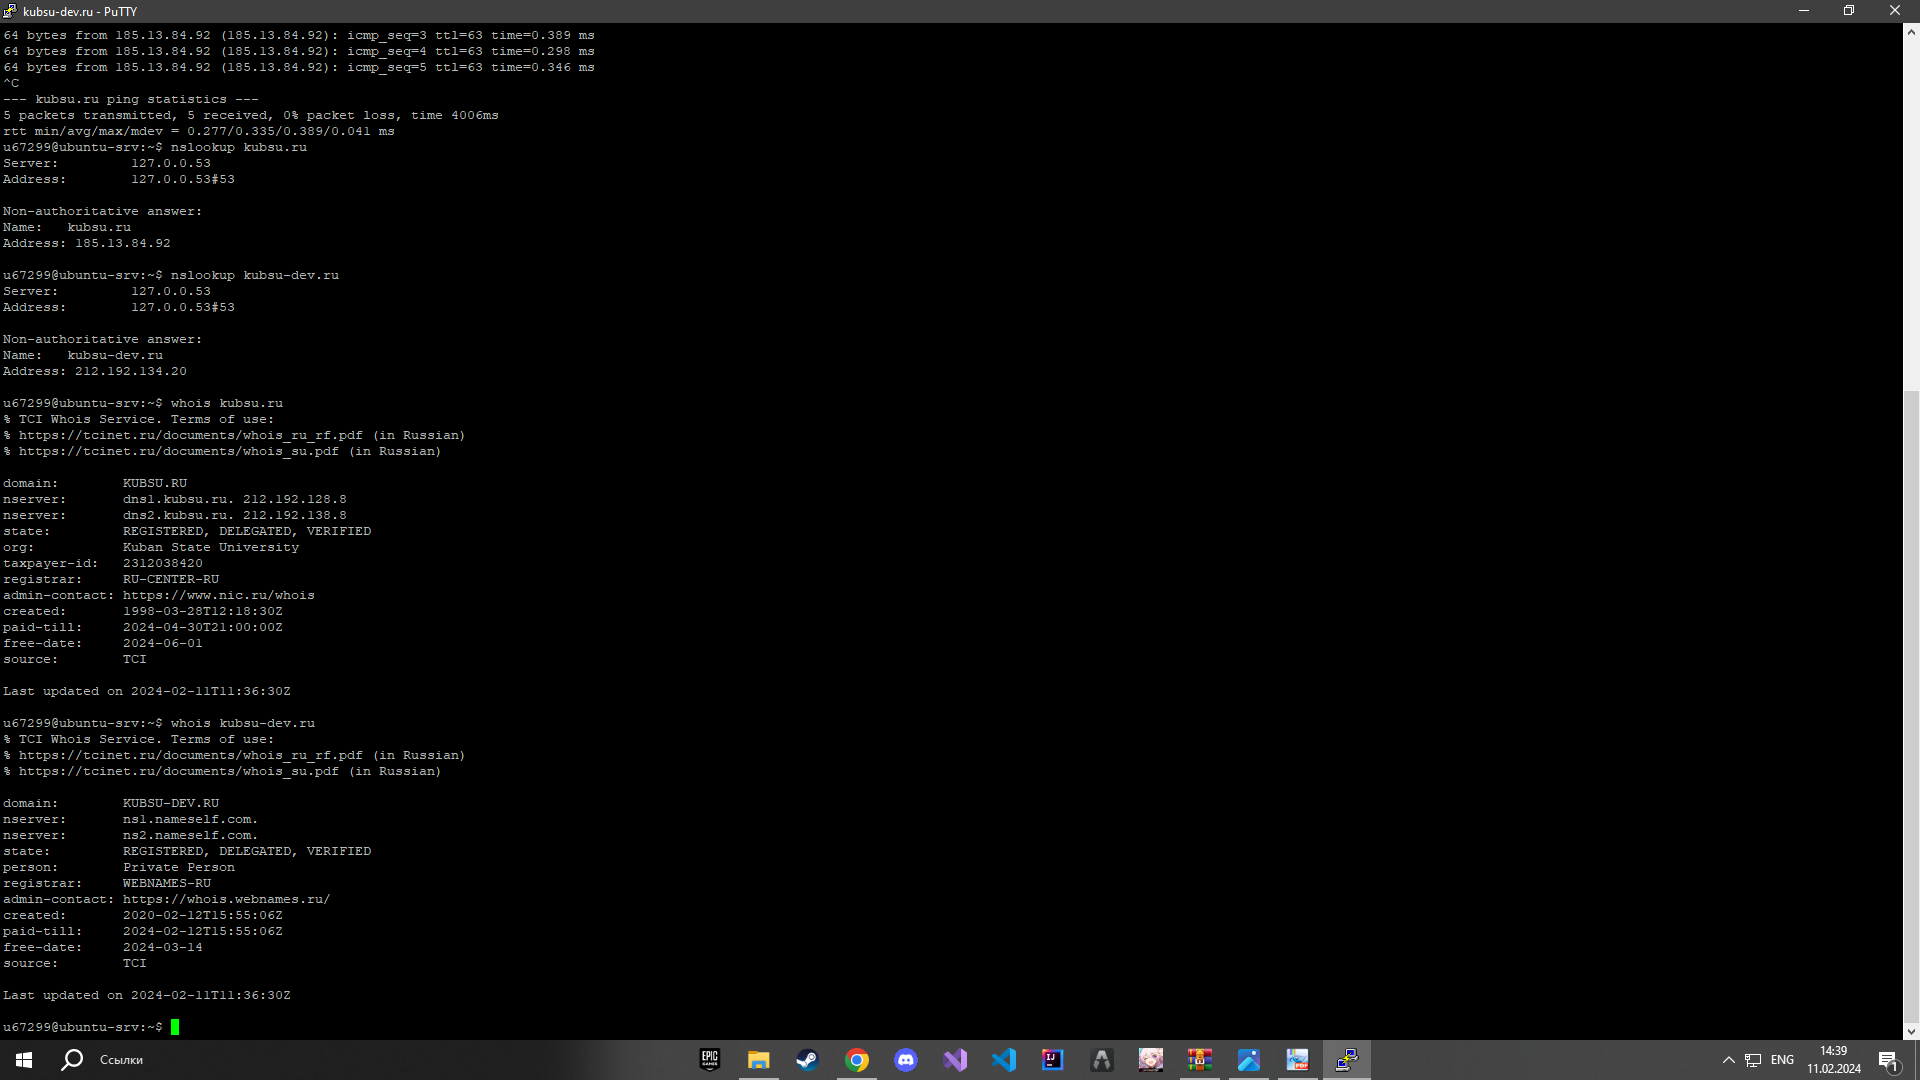 kubsu-dev.ru - PuTTY
64 bytes from 185.13.84.92 (185.13.84.92): icmp_seq=3 ttl=63 time=0.389 ms
64 bytes from 185.13.84.92 (185.13.84.92): icmp_seq=4 ttl=63 time=0.298 ms
64 bytes from 185.13.84.92 (185.13.84.92): icmp_seq=5 ttl=63 time=0.346 ms
^C
--- kubsu.ru ping statistics ---
5 packets transmitted, 5 received, 0% packet loss, time 4006ms
rtt min/avg/max/mdev = 0.277/0.335/0.389/0.041 ms
u67299@ubuntu-srv:~$ nslookup kubsu.ru
Server:         127.0.0.53
Address:        127.0.0.53#53

Non-authoritative answer:
Name:   kubsu.ru
Address: 185.13.84.92

u67299@ubuntu-srv:~$ nslookup kubsu-dev.ru
Server:         127.0.0.53
Address:        127.0.0.53#53

Non-authoritative answer:
Name:   kubsu-dev.ru
Address: 212.192.134.20

u67299@ubuntu-srv:~$ whois kubsu.ru
% TCI Whois Service. Terms of use:
% https://tcinet.ru/documents/whois_ru_rf.pdf (in Russian)
% https://tcinet.ru/documents/whois_su.pdf (in Russian)

domain:        KUBSU.RU
nserver:       dns1.kubsu.ru. 212.192.128.8
nserver:       dns2.kubsu.ru. 212.192.138.8
state:         REGISTERED, DELEGATED, VERIFIED
org:           Kuban State University
taxpayer-id:   2312038420
registrar:     RU-CENTER-RU
admin-contact: https://www.nic.ru/whois
created:       1998-03-28T12:18:30Z
paid-till:     2024-04-30T21:00:00Z
free-date:     2024-06-01
source:        TCI

Last updated on 2024-02-11T11:36:30Z

u67299@ubuntu-srv:~$ whois kubsu-dev.ru
% TCI Whois Service. Terms of use:
% https://tcinet.ru/documents/whois_ru_rf.pdf (in Russian)
% https://tcinet.ru/documents/whois_su.pdf (in Russian)

domain:        KUBSU-DEV.RU
nserver:       ns1.nameself.com.
nserver:       ns2.nameself.com.
state:         REGISTERED, DELEGATED, VERIFIED
person:        Private Person
registrar:     WEBNAMES-RU
admin-contact: https://whois.webnames.ru/
created:       2020-02-12T15:55:06Z
paid-till:     2024-02-12T15:55:06Z
free-date:     2024-03-14
source:        TCI

Last updated on 2024-02-11T11:36:30Z

u67299@ubuntu-srv:~$
Ссылки
EPIC GAMES
IJ
PDF
ENG
14:39
11.02.2024
1